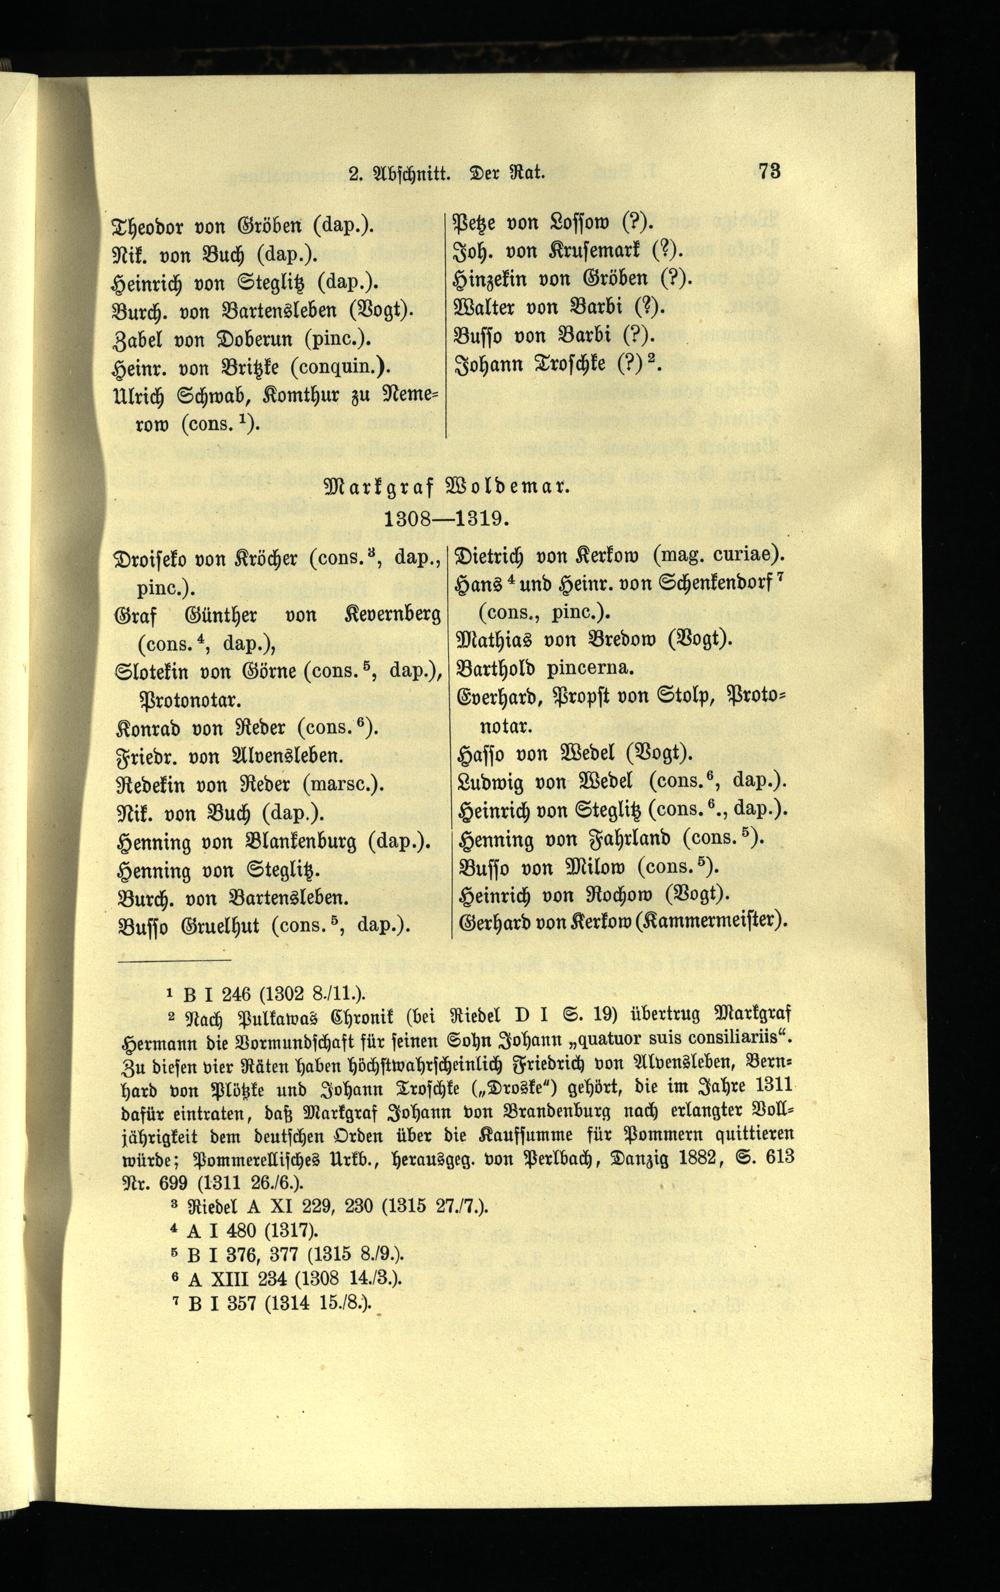 2. Abschnitt. Der Rat. 73
Theodor von Gröben (dap.).
Nik. von Buch (dap.).
Heinrich von Steglitz (dap.).
Burch. von Bartensleben (Vogt).
Zabel von Doberun (pinc.).
Heinr. von Britzke (conquin.).
Ulrich Schwab, Komthur zu Neme-
row (cons. ¹).
Petze von Lossow (?).
Joh. von Krusemark (?).
Hinzekin von Gröben (?).
Walter von Barbi (?).
Busso von Barbi (?).
Johann Troschke (?) ².
Markgraf Woldemar.
1308—1319.
Droiseko von Kröcher (cons. ³, dap.,
pinc.).
Graf Günther von Kevernberg
(cons. ⁴, dap.),
Slotekin von Görne (cons. ⁵, dap.),
Protonotar.
Konrad von Reder (cons. ⁶).
Friedr. von Alvensleben.
Redekin von Reder (marsc.).
Nik. von Buch (dap.).
Henning von Blankenburg (dap.).
Henning von Steglitz.
Burch. von Bartensleben.
Busso Gruelhut (cons. ⁵, dap.).
Dietrich von Kerkow (mag. curiae).
Hans ⁴ und Heinr. von Schenkendorf ⁷
(cons., pinc.).
Mathias von Bredow (Vogt).
Barthold pincerna.
Everhard, Propst von Stolp, Proto-
notar.
Hasso von Wedel (Vogt).
Ludwig von Wedel (cons. ⁶, dap.).
Heinrich von Steglitz (cons. ⁶., dap.).
Henning von Fahrland (cons. ⁵).
Busso von Milow (cons. ⁵).
Heinrich von Rochow (Vogt).
Gerhard von Kerkow (Kammermeister).
¹ B I 246 (1302 8./11.).
² Nach Pulkawas Chronik (bei Riedel D I S. 19) übertrug Markgraf
Hermann die Vormundschaft für seinen Sohn Johann „quatuor suis consiliariis“.
Zu diesen vier Räten haben höchstwahrscheinlich Friedrich von Alvensleben, Bern-
hard von Plötzke und Johann Troschke („Droske“) gehört, die im Jahre 1311
dafür eintraten, daß Markgraf Johann von Brandenburg nach erlangter Voll-
jährigkeit dem deutschen Orden über die Kaufsumme für Pommern quittieren
würde; Pommerellisches Urkb., herausgeg. von Perlbach, Danzig 1882, S. 613
Nr. 699 (1311 26./6.).
³ Riedel A XI 229, 230 (1315 27./7.).
⁴ A I 480 (1317).
⁵ B I 376, 377 (1315 8./9.).
⁶ A XIII 234 (1308 14./3.).
⁷ B I 357 (1314 15./8.).